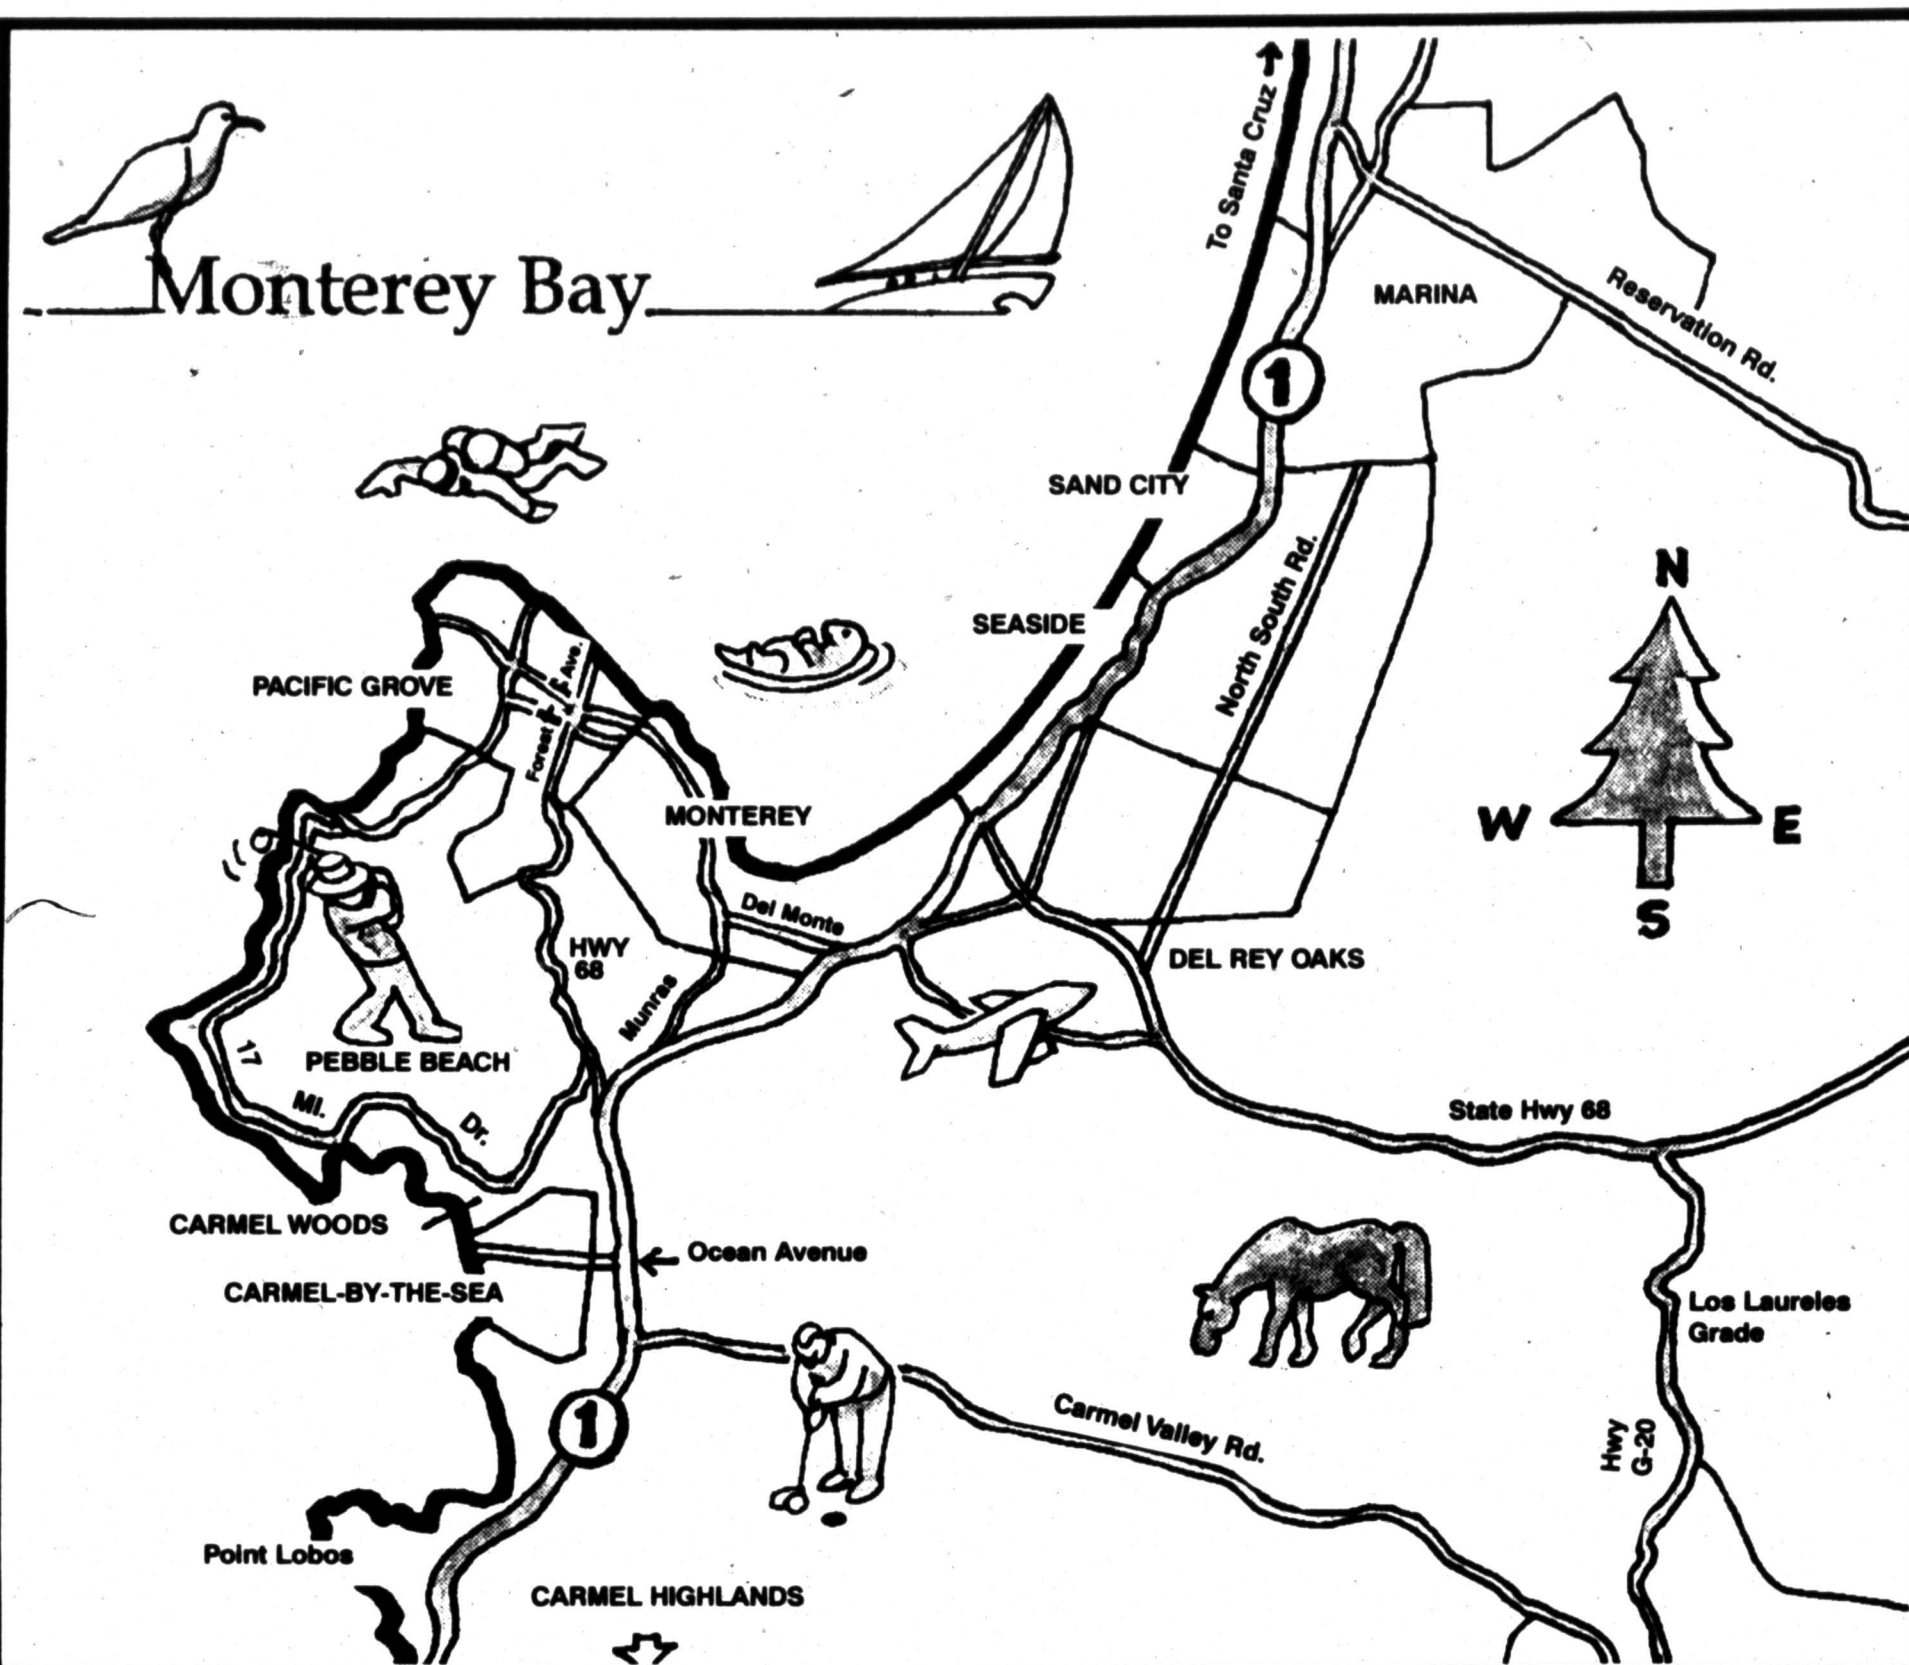 To Santa Cruz
Monterey Bay
MARINA
Reservation Rd.
1
SAND CITY
North South Rd.
SEASIDE
N
W
E
S
PACIFIC GROVE
Forest Ave.
MONTEREY
Del Monte
HWY
68
Munras
DEL REY OAKS
17
Mi.
Dr.
PEBBLE BEACH
State Hwy 68
CARMEL WOODS
Ocean Avenue
CARMEL-BY-THE-SEA
Los Laureles
Grade
1
Carmel Valley Rd.
Hwy
G-20
Point Lobos
CARMEL HIGHLANDS